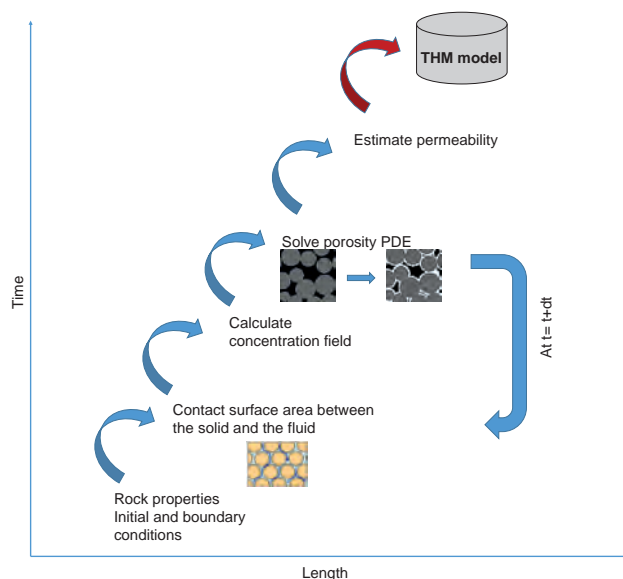 THM model
Estimate permeability
Solve porosity PDE
Calculate
concentration field
Contact surface area between
the solid and the fluid
Rock properties
Initial and boundary
conditions
At t= t+dt
Time
Length